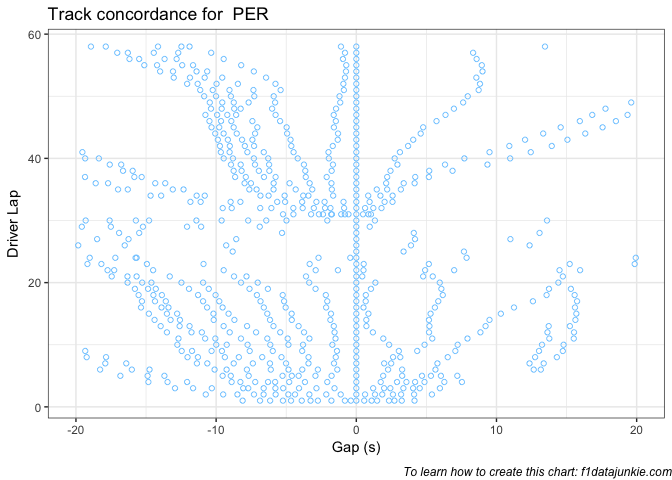 Track concordance for  PER
60
40
20
0
Driver Lap
-20 -10 0 10 20
Gap (s)
To learn how to create this chart: f1datajunkie.com